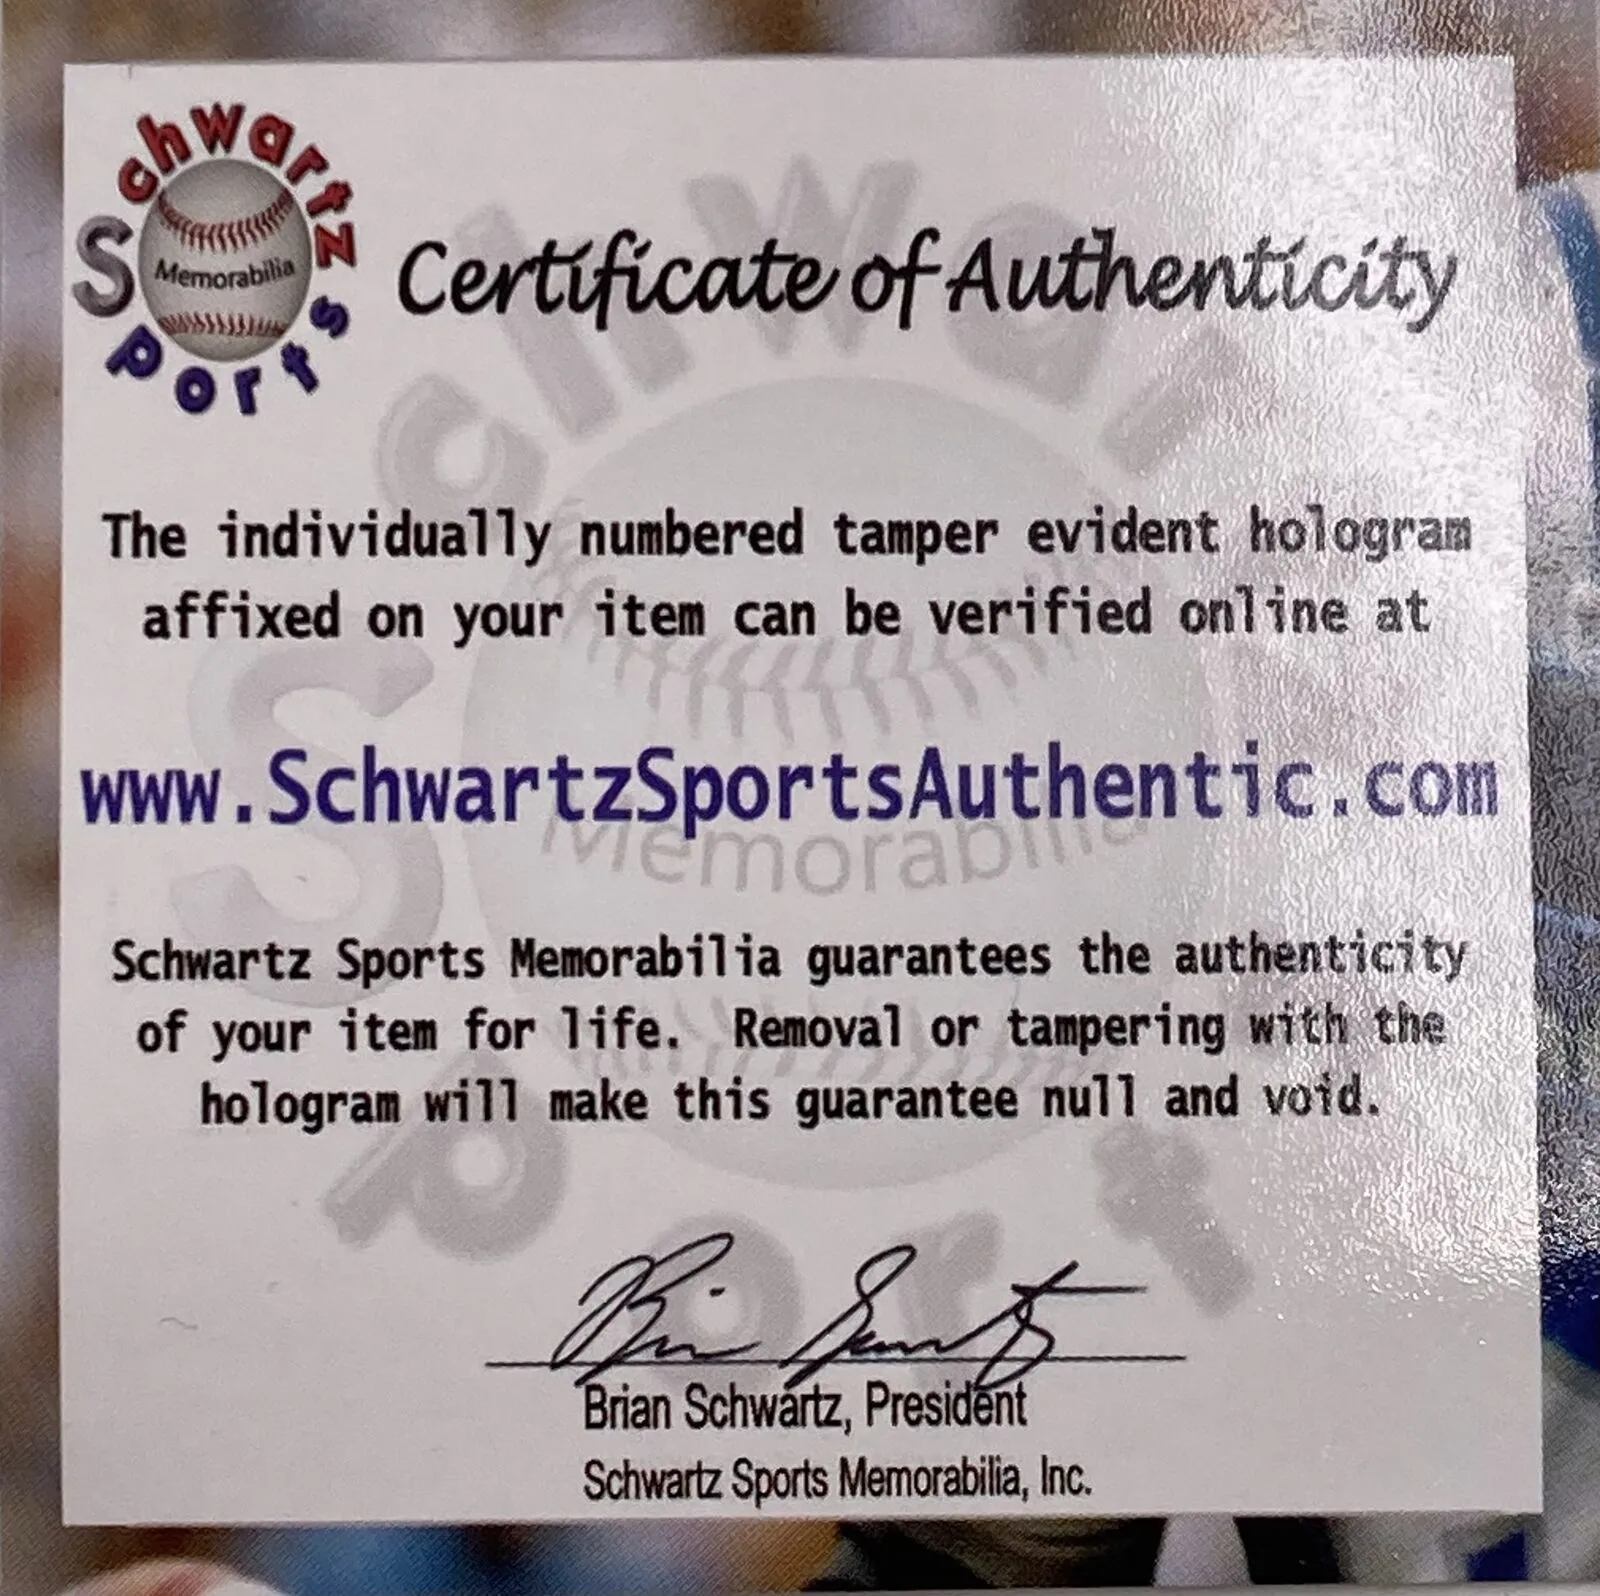 Schwartz
Sports
Memorabilia
Certificate of Authenticity
The individually numbered tamper evident hologram
affixed on your item can be verified online at
www.SchwartzSportsAuthentic.com
Schwartz Sports Memorabilia guarantees the authenticity
of your item for life. Removal or tampering with the
hologram will make this guarantee null and void.
Brian Schwartz
Brian Schwartz, President
Schwartz Sports Memorabilia, Inc.